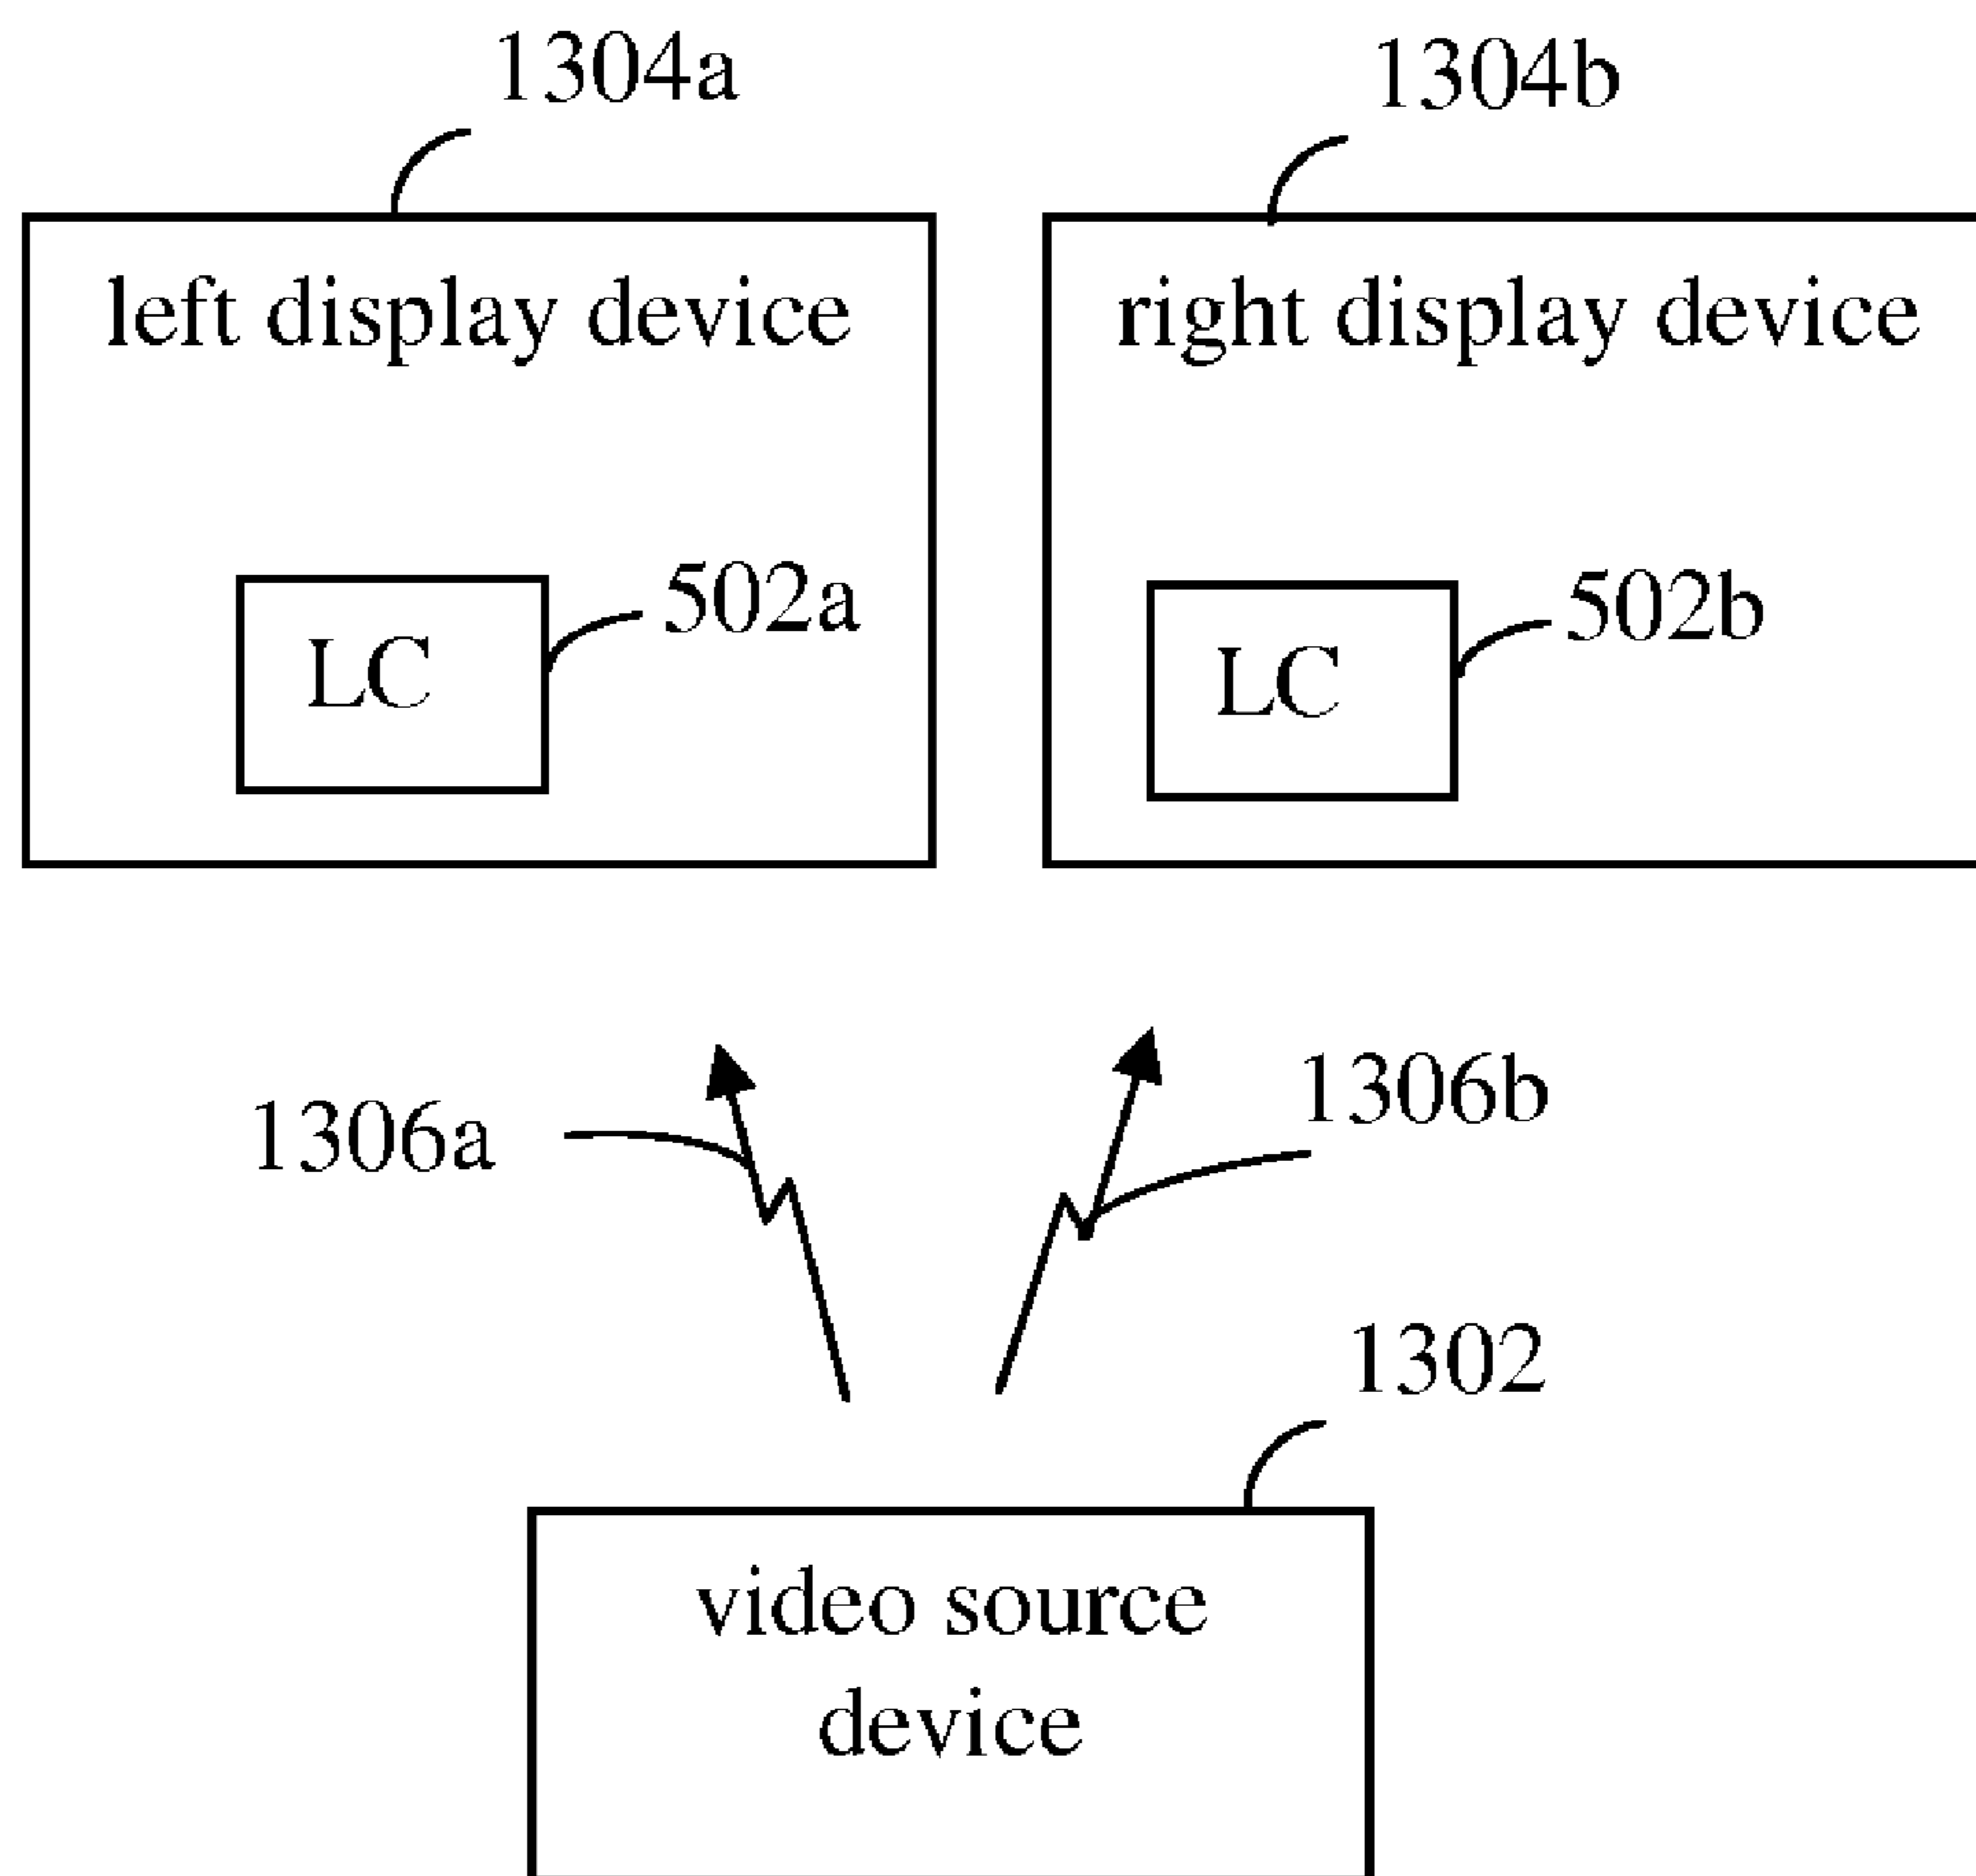 1304a
1304b
left display device
right display device
502a
502b
LC
LC
1306a
1306b
1302
video source
device